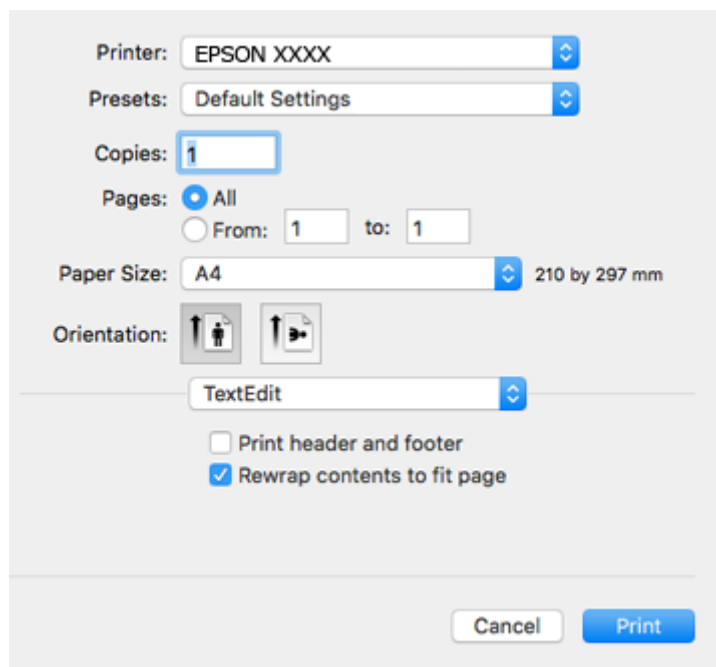 Printer: EPSON XXXX
Presets: Default Settings
Copies: 1
Pages: All
From: 1 to: 1
Paper Size: A4 210 by 297 mm
Orientation:
TextEdit
Print header and footer
Rewrap contents to fit page
Cancel Print